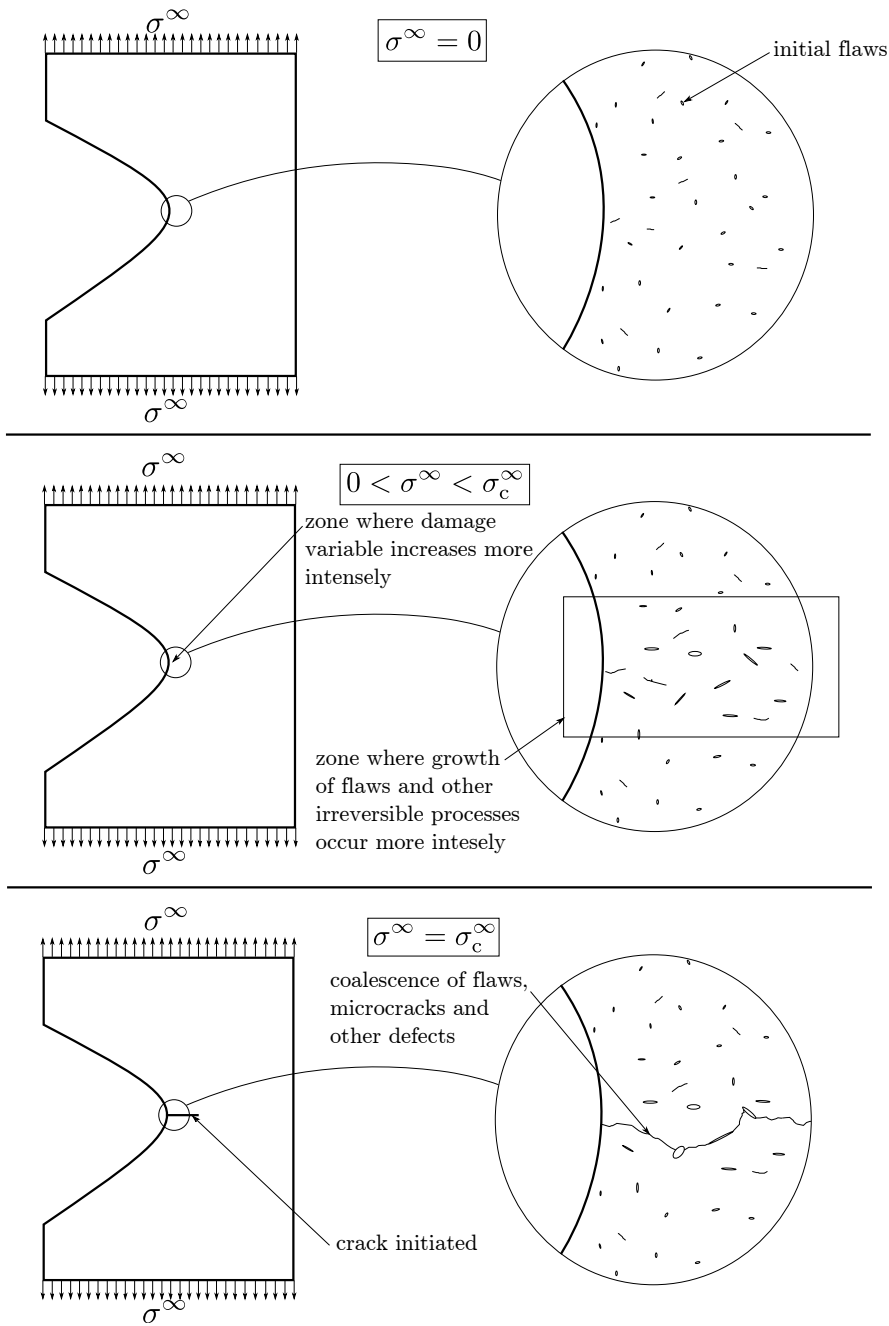 σ^∞
σ^∞ = 0
initial flaws
σ^∞
σ^∞
0 < σ^∞ < σ_c^∞
zone where damage
variable increases more
intensely
zone where growth
of flaws and other
irreversible processes
occur more intesely
σ^∞
σ^∞
σ^∞ = σ_c^∞
coalescence of flaws,
microcracks and
other defects
crack initiated
σ^∞